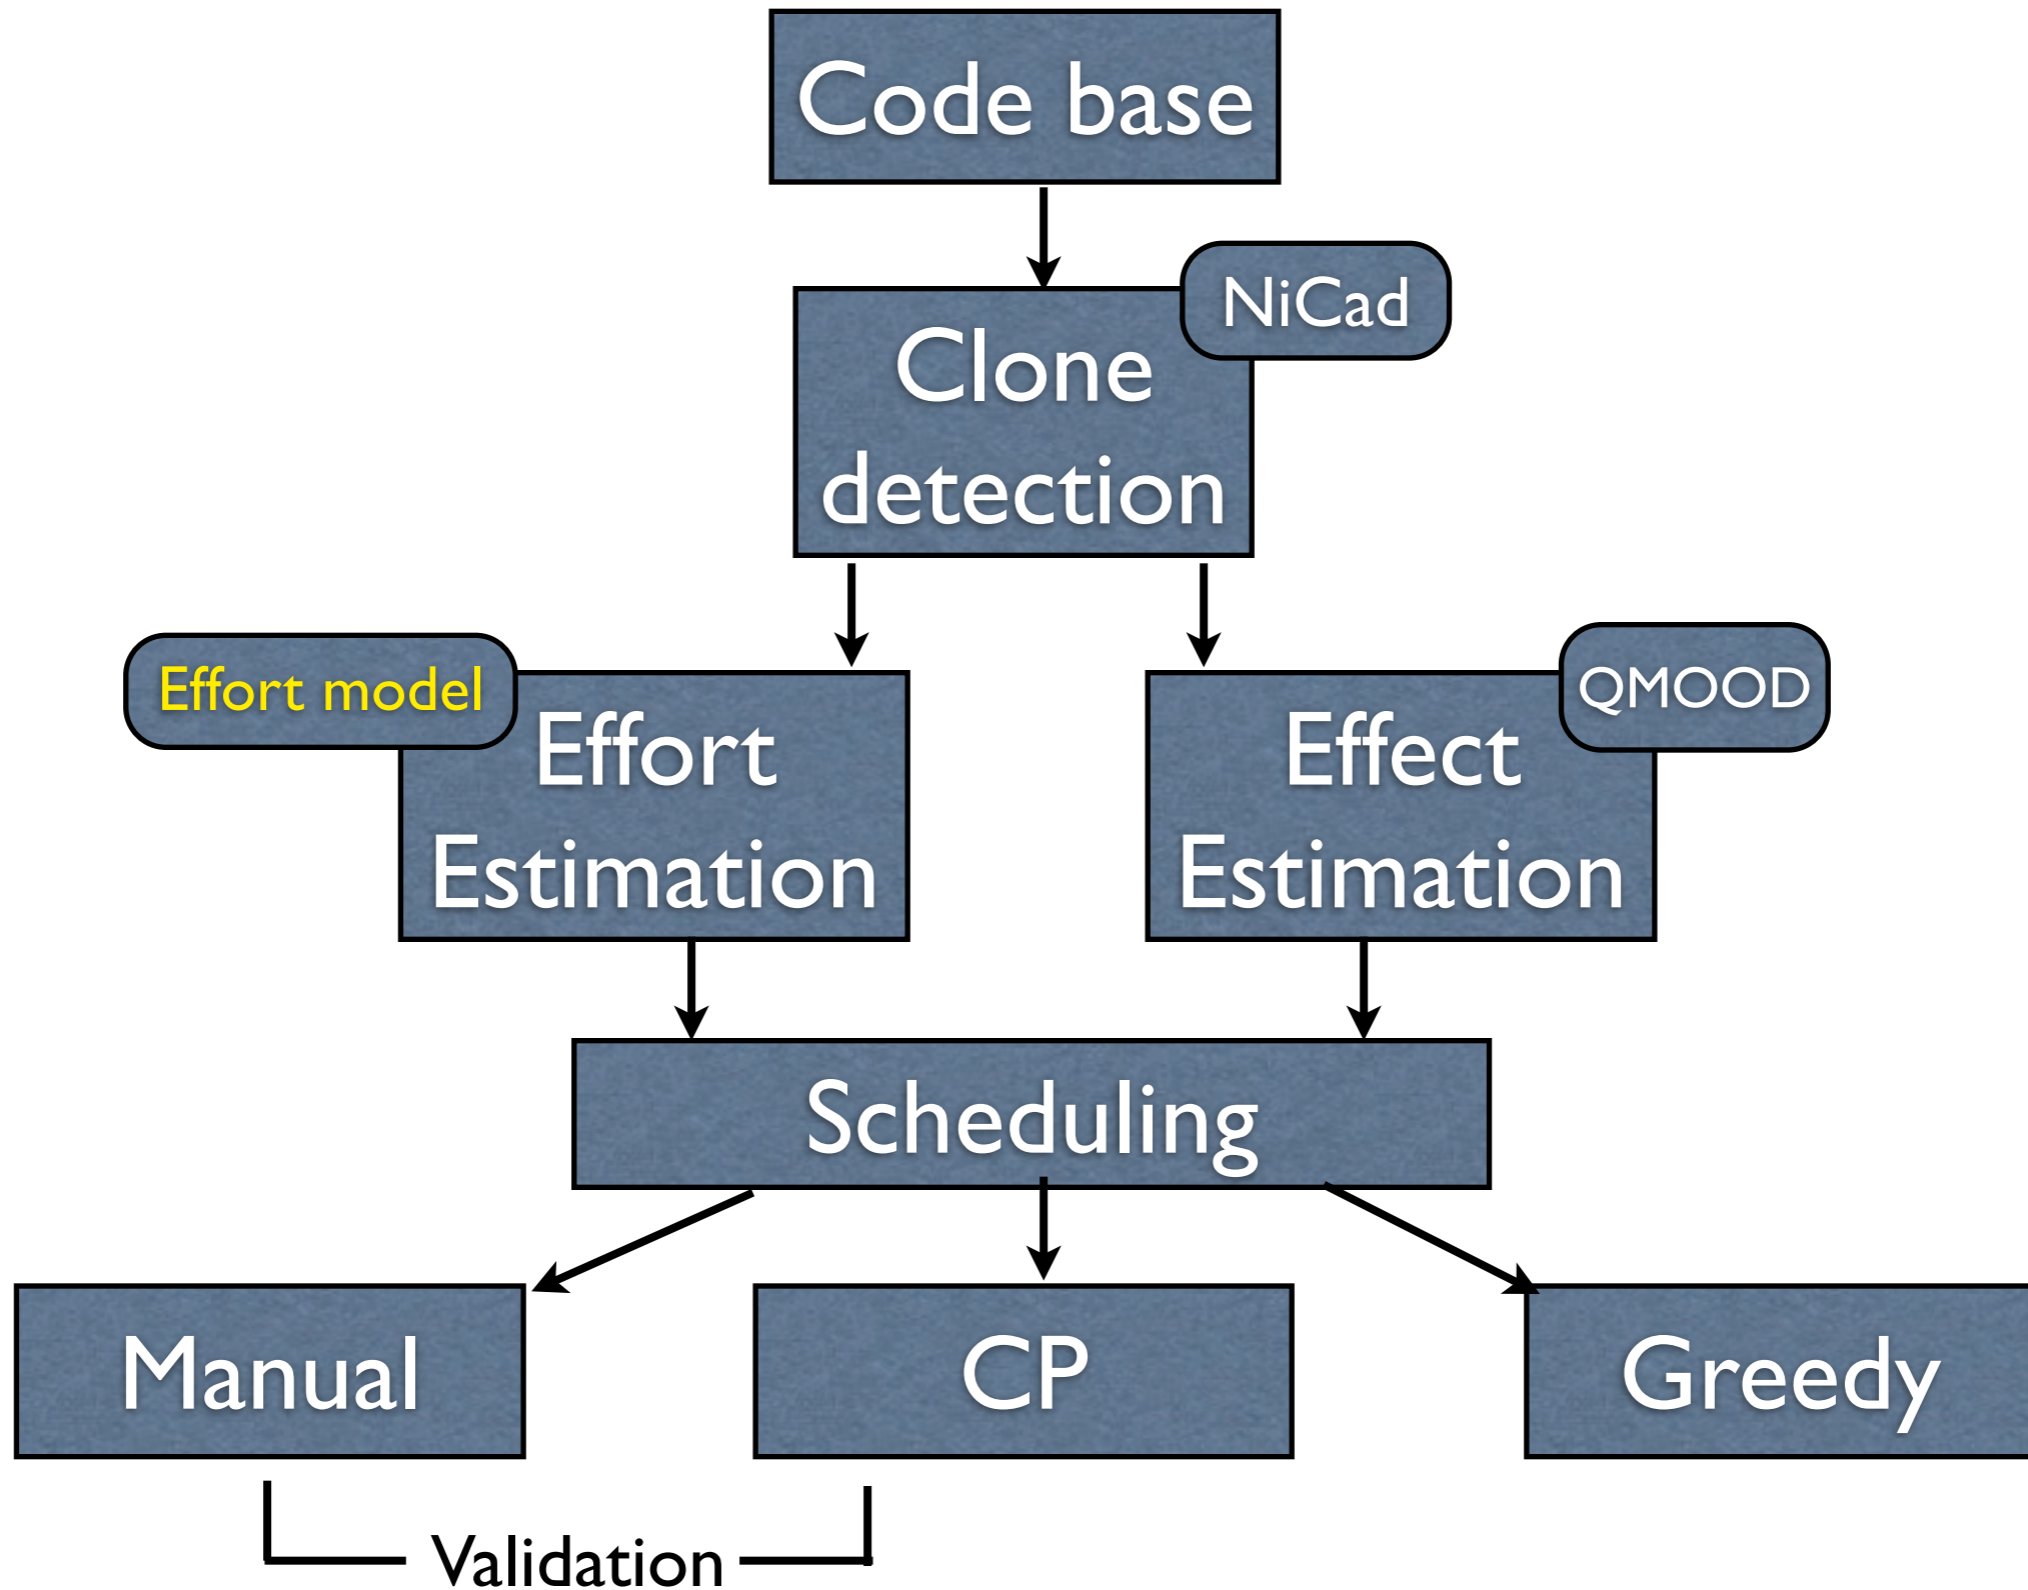 Code base
NiCad
Clone
detection
Effort model
Effort
Estimation
QMOOD
Effect
Estimation
Scheduling
Manual
CP
Greedy
Validation